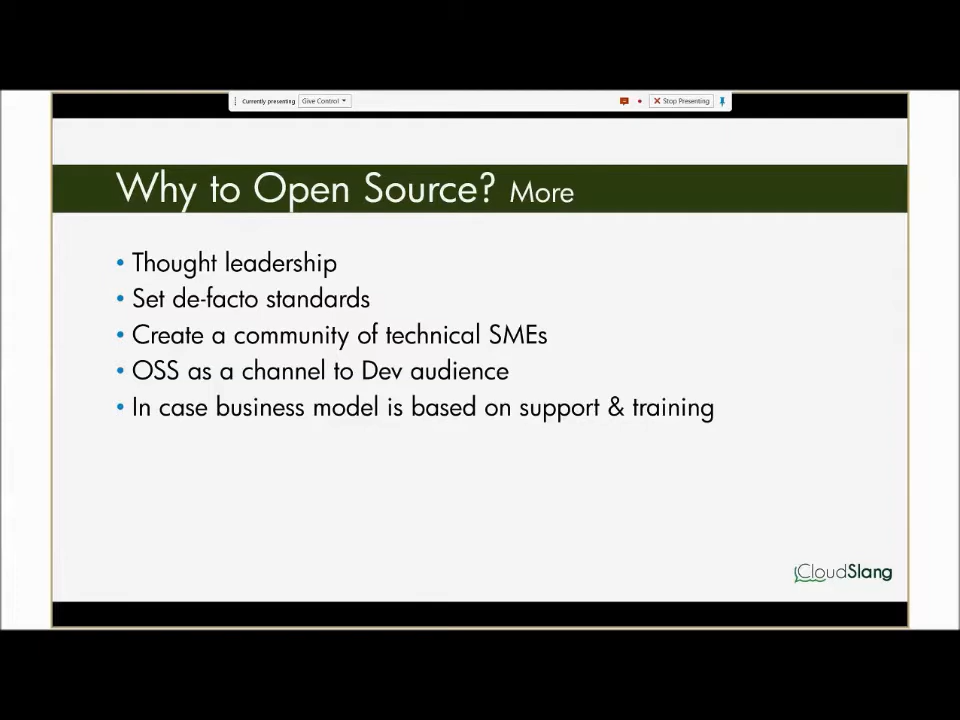 Currently presenting Give Control Stop Presenting
Why to Open Source? More
• Thought leadership
• Set de-facto standards
• Create a community of technical SMEs
• OSS as a channel to Dev audience
• In case business model is based on support & training
CloudSlang